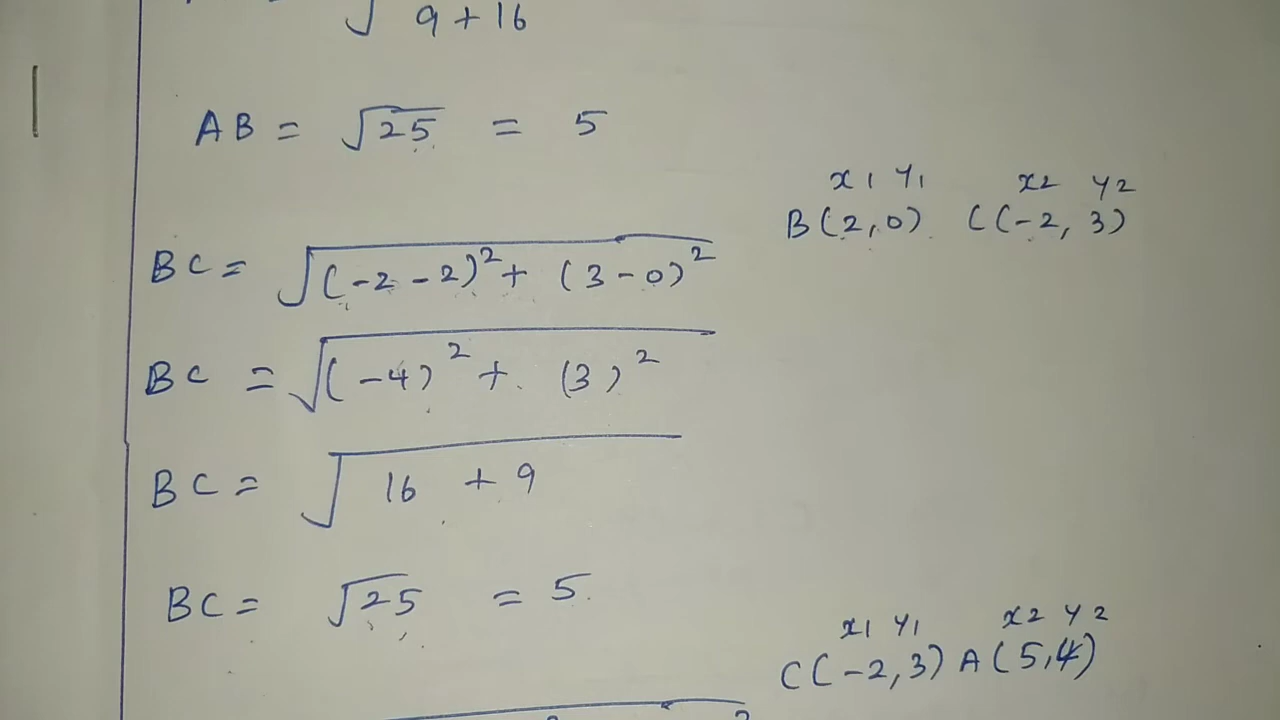 √9+16
AB = √25 = 5
x1 y1 x2 y2
B(2,0) C(-2, 3)
BC = √(-2-2)²+ (3-0)²
BC = √(-4)² + (3)²
BC = √16 + 9
BC = √25 = 5.
x1 y1 x2 y2
C(-2,3) A(5,4)